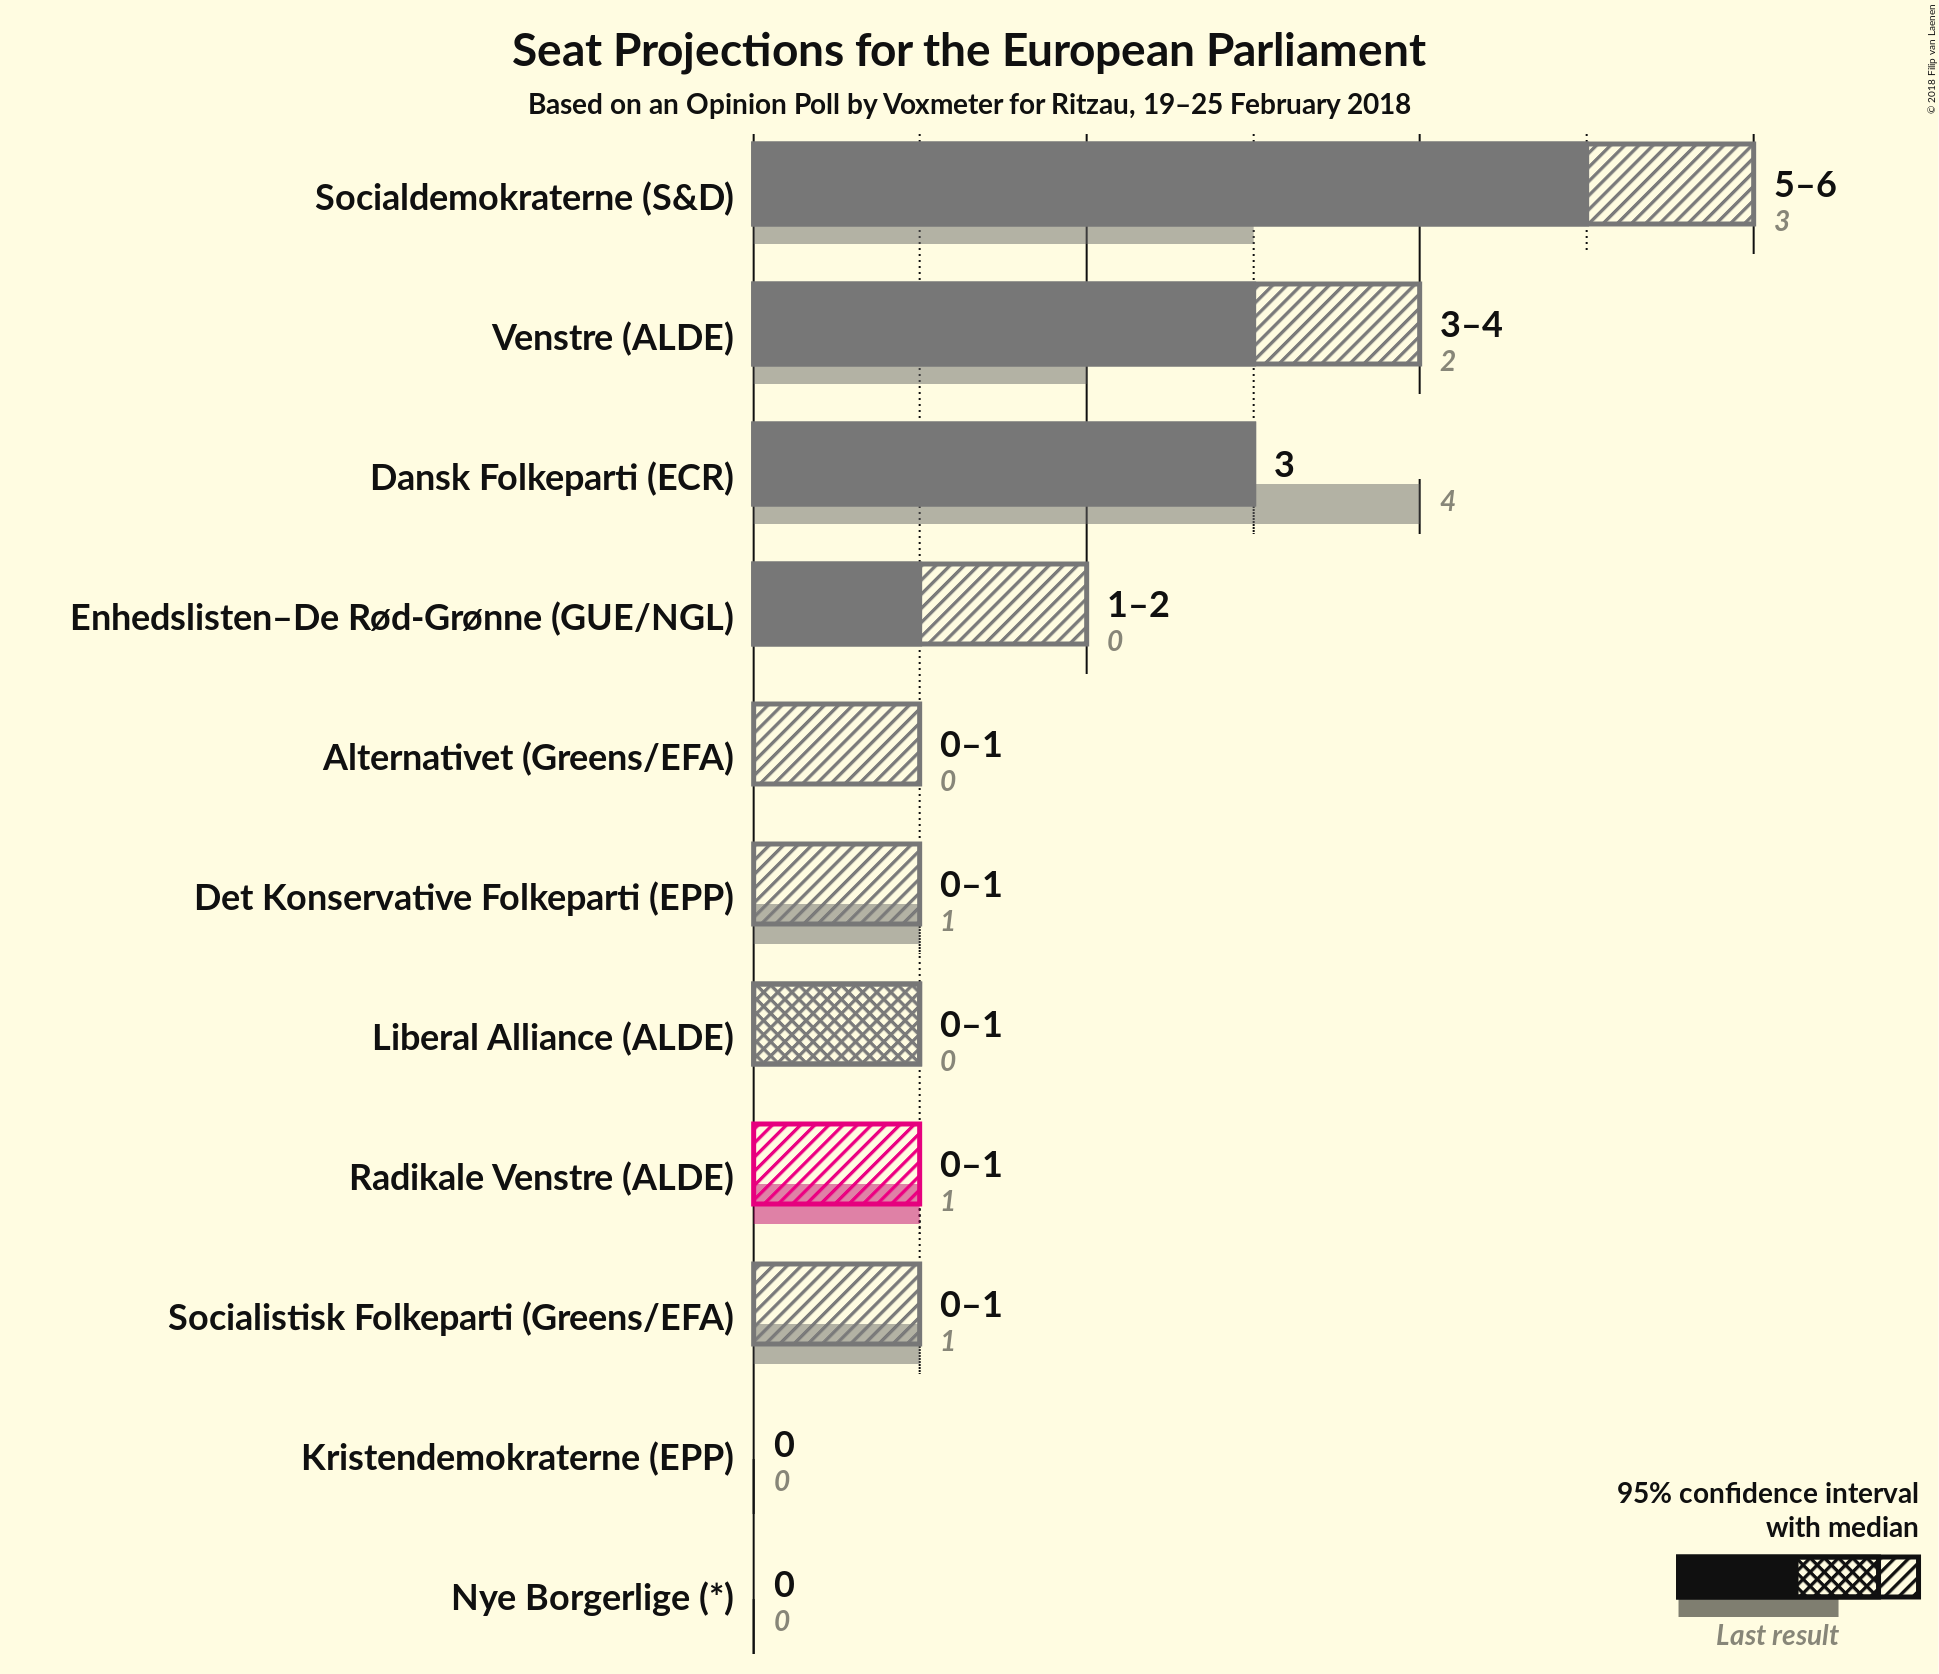 Seat Projections for the European Parliament
Based on an Opinion Poll by Voxmeter for Ritzau, 19–25 February 2018
© 2018 Filip van Laenen
Socialdemokraterne (S&D)
5–6
3
Venstre (ALDE)
3–4
2
Dansk Folkeparti (ECR)
3
4
Enhedslisten–De Rød-Grønne (GUE/NGL)
1–2
0
Alternativet (Greens/EFA)
0–1
0
Det Konservative Folkeparti (EPP)
0–1
1
Liberal Alliance (ALDE)
0–1
0
Radikale Venstre (ALDE)
0–1
1
Socialistisk Folkeparti (Greens/EFA)
0–1
1
Kristendemokraterne (EPP)
0
0
Nye Borgerlige (*)
0
0
95% confidence interval
with median
Last result